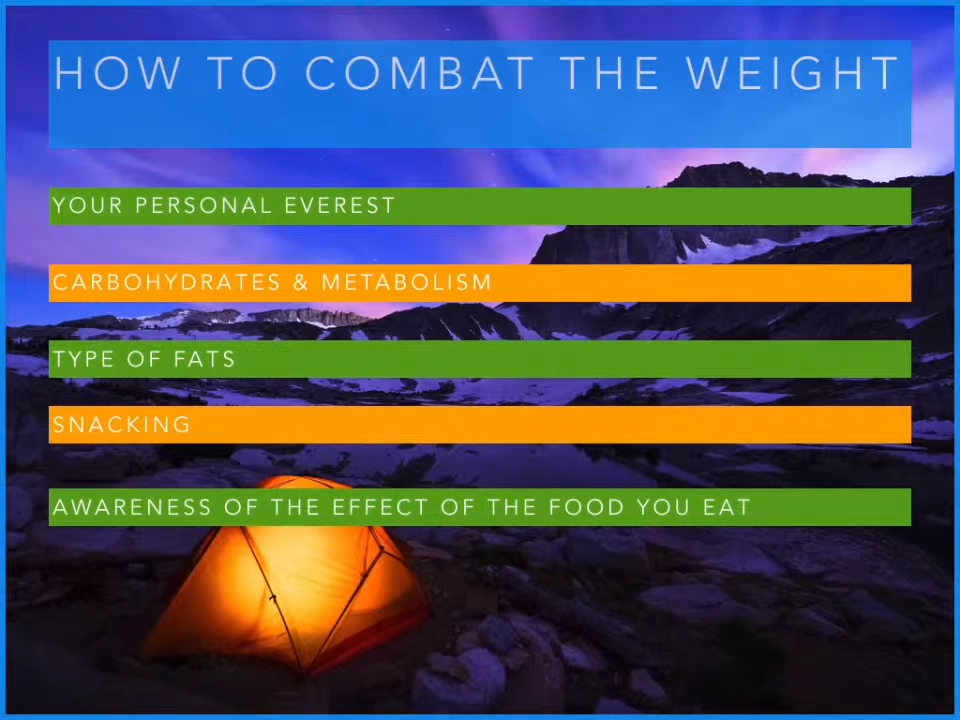 HOW TO COMBAT THE WEIGHT
YOUR PERSONAL EVEREST
CARBOHYDRATES & METABOLISM
TYPE OF FATS
SNACKING
AWARENESS OF THE EFFECT OF THE FOOD YOU EAT